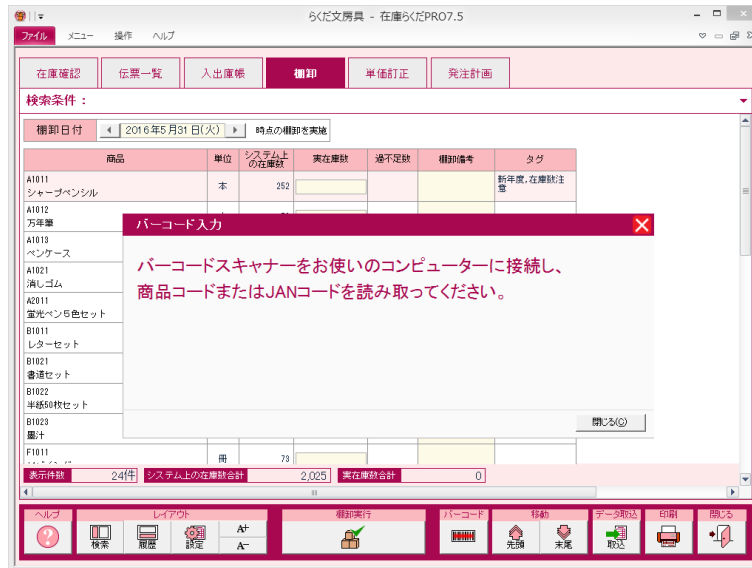 らくだ文房具 - 在庫らくだPRO7.5
ファイル メニュー 操作 ヘルプ
在庫確認 伝票一覧 入出庫帳 棚卸 単価訂正 発注計画
検索条件：
棚卸日付 2016年5月31日(火) 時点の棚卸を実施
商品 単位 システム上の在庫数 実在庫数 過不足数 棚卸備考 タグ
A1011
シャープペンシル 本 252 新年度,在庫数注意
A1012
万年筆
A1013
ペンケース
A1021
消しゴム
A2011
蛍光ペン５色セット
B1011
レターセット
B1021
書道セット
B1022
半紙50枚セット
B1023
墨汁
F1011
冊 73
バーコード入力
バーコードスキャナーをお使いのコンピューターに接続し、
商品コードまたはJANコードを読み取ってください。
閉じる(C)
表示件数 24件 システム上の在庫数合計 2,025 実在庫数合計 0
ヘルプ レイアウト 棚卸実行 バーコード 移動 データ取込 印刷 閉じる
検索 履歴 設定 A+ A- 先頭 末尾 取込